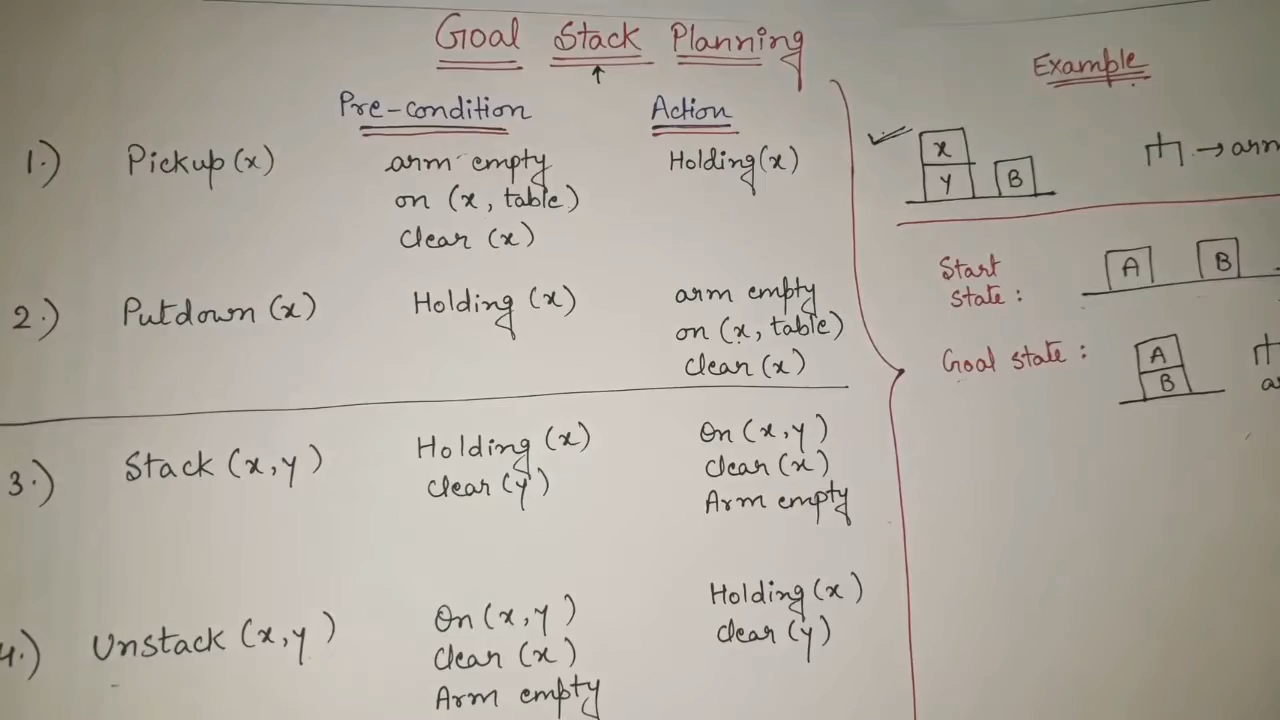 Goal Stack Planning
Pre-condition Action
1.) Pickup (x) arm empty Holding (x)
on (x, table)
Clear (x)
2.) Putdown (x) Holding (x) arm empty
on (x, table)
Clear (x)
3.) Stack (x, y) Holding (x) On (x, y)
Clear (y) Clear (x)
Arm empty
4.) Unstack (x, y) On (x, y) Holding (x)
Clear (x) Clear (y)
Arm empty
Example
x
y B → arm
Start A B
state :
Goal state : A
B